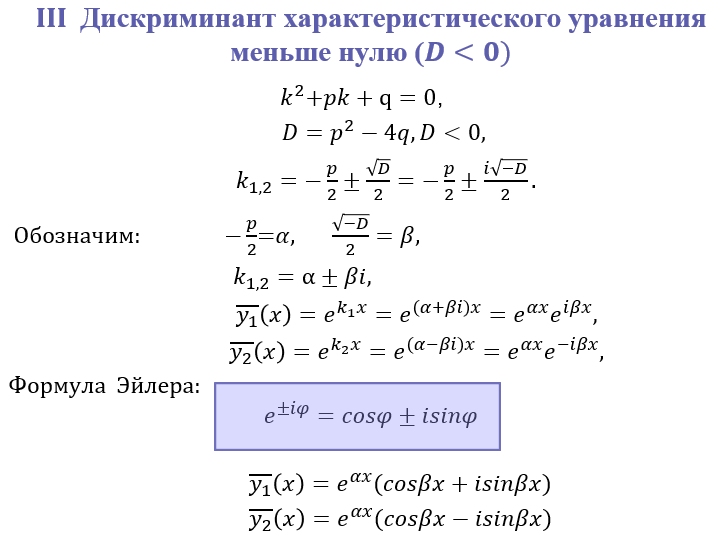 III Дискриминант характеристического уравнения
меньше нулю (D < 0)
k²+pk + q = 0,
D = p² − 4q, D < 0,
k₁,₂ = −p/2 ± √D/2 = −p/2 ± i√−D/2.
Обозначим: −p/2=α, √−D/2 = β,
k₁,₂ = α ± βi,
y₁̅(x) = e^{k₁x} = e^{(α+βi)x} = e^{αx}e^{iβx},
y₂̅(x) = e^{k₂x} = e^{(α−βi)x} = e^{αx}e^{−iβx},
Формула Эйлера:
e^{±iφ} = cosφ ± isinφ
y₁̅(x) = e^{αx}(cosβx + isinβx)
y₂̅(x) = e^{αx}(cosβx − isinβx)